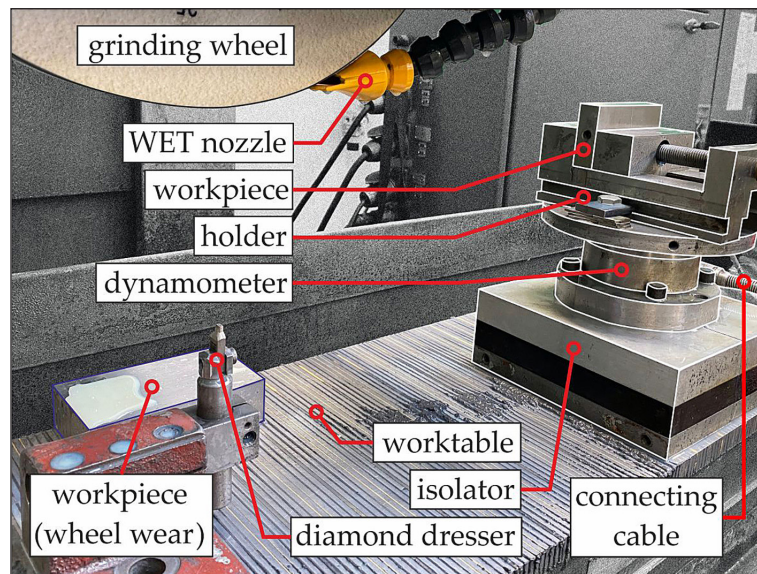 grinding wheel
WET nozzle
workpiece
holder
dynamometer
worktable
isolator
workpiece
(wheel wear)
diamond dresser
connecting
cable